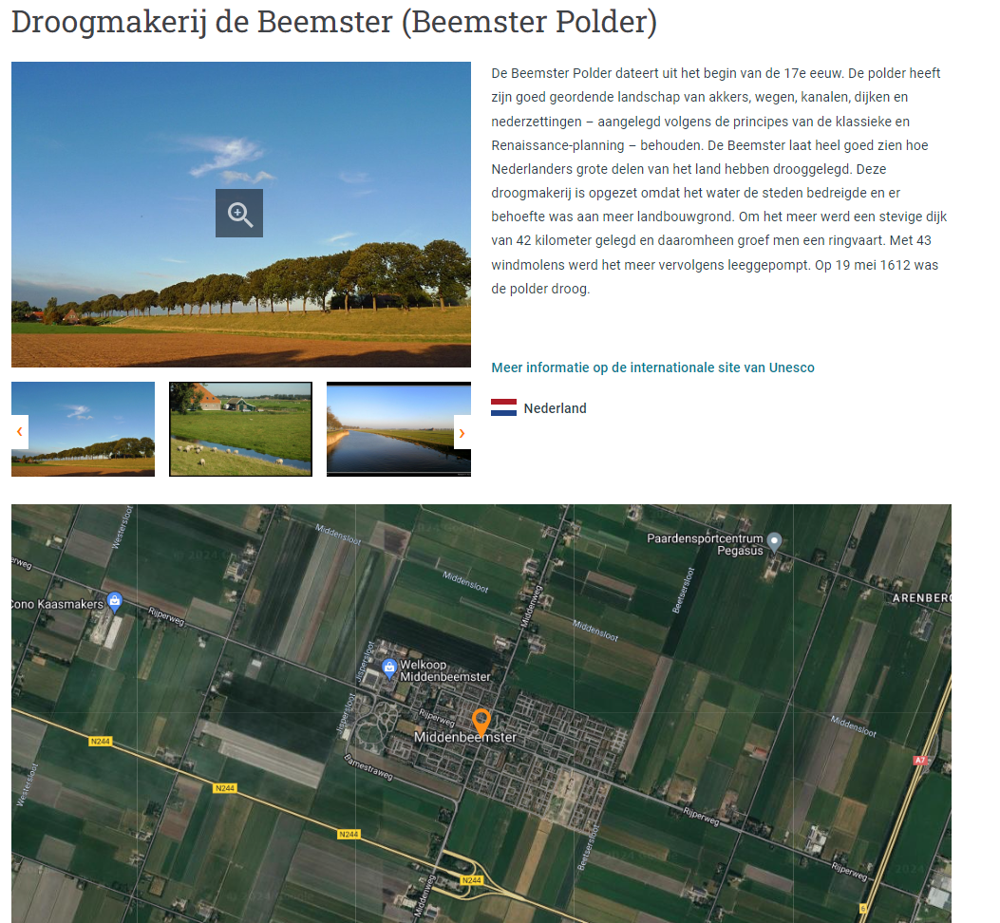 Droogmakerij de Beemster (Beemster Polder)
De Beemster Polder dateert uit het begin van de 17e eeuw. De polder heeft
zijn goed geordende landschap van akkers, wegen, kanalen, dijken en
nederzettingen – aangelegd volgens de principes van de klassieke en
Renaissance-planning – behouden. De Beemster laat heel goed zien hoe
Nederlanders grote delen van het land hebben drooggelegd. Deze
droogmakerij is opgezet omdat het water de steden bedreigde en er
behoefte was aan meer landbouwgrond. Om het meer werd een stevige dijk
van 42 kilometer gelegd en daaromheen groef men een ringvaart. Met 43
windmolens werd het meer vervolgens leeggepompt. Op 19 mei 1612 was
de polder droog.
Meer informatie op de internationale site van Unesco
Nederland
Westersloot
Middensloot
Paardensportcentrum
Pegasus
erweg
Middensloot
Beetsersloot
ARENBERG
Cono Kaasmakers
Rijperweg
Middenweg
Middensloot
Jispersloot
Welkoop
Middenbeemster
Jispersloot
Rijperweg
Middenbeemster
Middensloot
N244
A7
Bamestraweg
Westersloot
N244
Rijperweg
N244
Beetsersloot
Rijperweg
N244
Middenweg
6